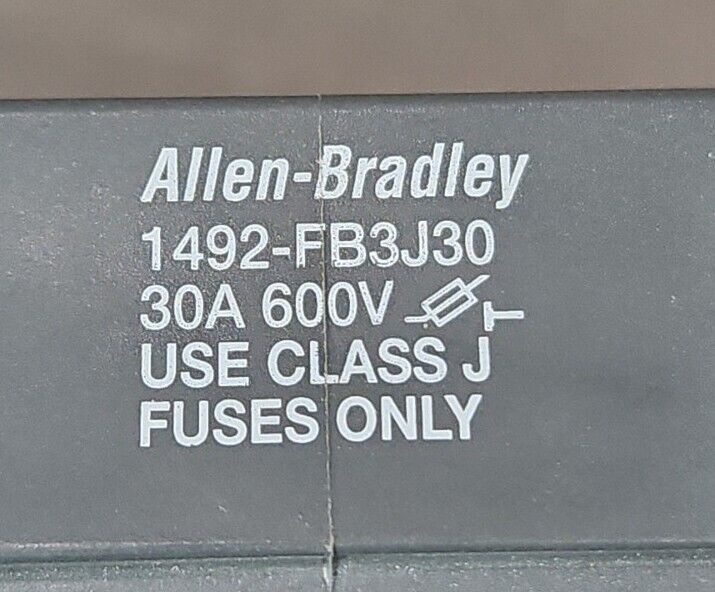 Allen-Bradley
1492-FB3J30
30A 600V
USE CLASS J
FUSES ONLY